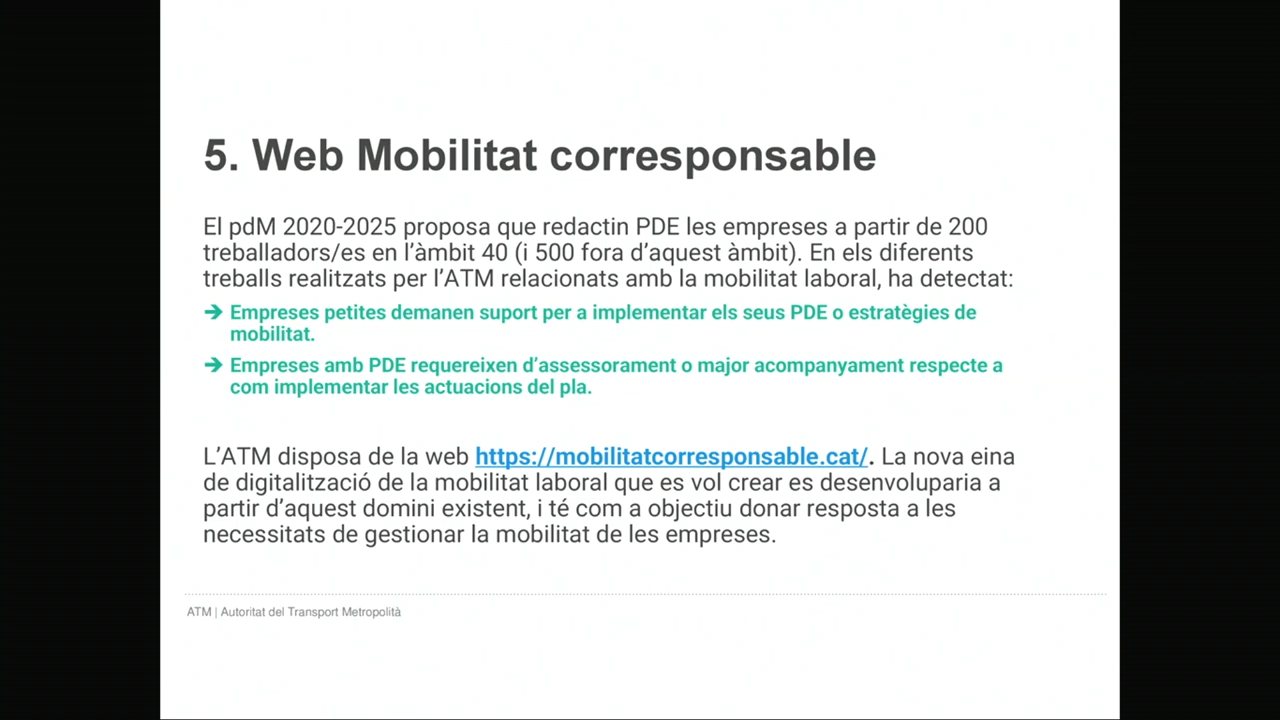 5. Web Mobilitat corresponsable
El pdM 2020-2025 proposa que redactin PDE les empreses a partir de 200
treballadors/es en l’àmbit 40 (i 500 fora d’aquest àmbit). En els diferents
treballs realitzats per l’ATM relacionats amb la mobilitat laboral, ha detectat:
➔ Empreses petites demanen suport per a implementar els seus PDE o estratègies de
mobilitat.
➔ Empreses amb PDE requereixen d’assessorament o major acompanyament respecte a
com implementar les actuacions del pla.
L’ATM disposa de la web https://mobilitatcorresponsable.cat/. La nova eina
de digitalització de la mobilitat laboral que es vol crear es desenvoluparia a
partir d’aquest domini existent, i té com a objectiu donar resposta a les
necessitats de gestionar la mobilitat de les empreses.
ATM | Autoritat del Transport Metropolità